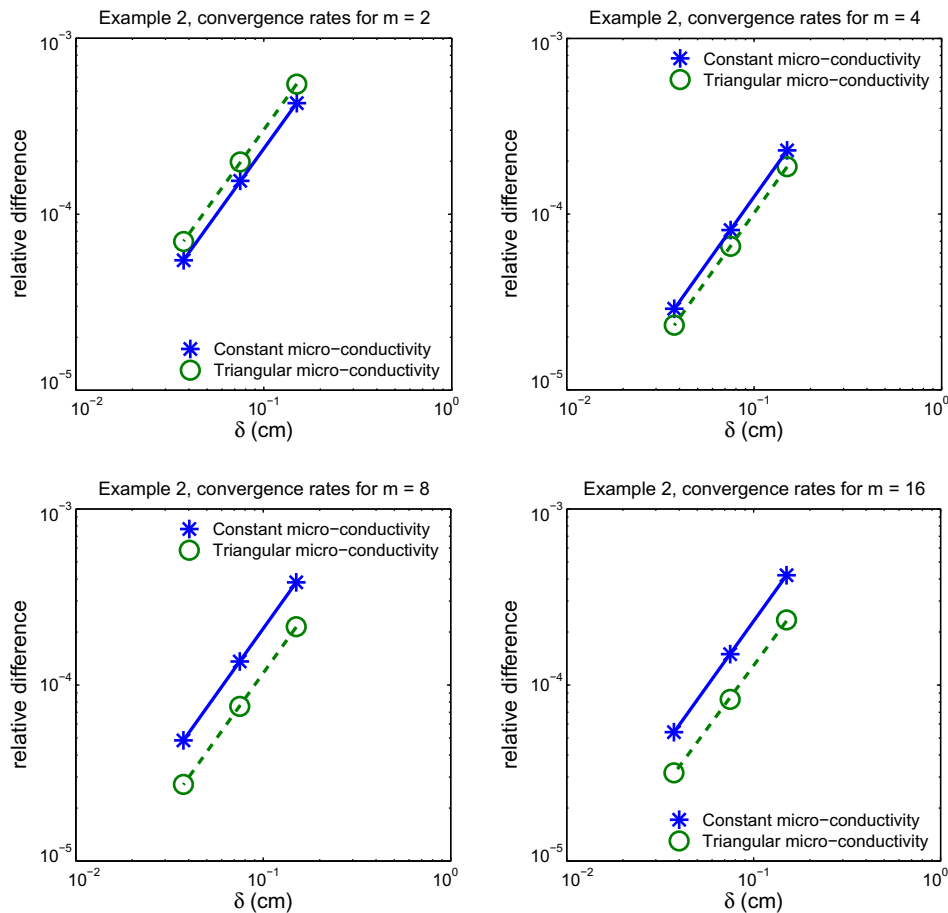 Example 2, convergence rates for m = 2
10−3
10−4
10−5
relative difference
Constant micro−conductivity
Triangular micro−conductivity
10−2
10−1
100
δ (cm)
Example 2, convergence rates for m = 4
10−3
10−4
10−5
relative difference
Constant micro−conductivity
Triangular micro−conductivity
10−2
10−1
100
δ (cm)
Example 2, convergence rates for m = 8
10−3
10−4
10−5
relative difference
Constant micro−conductivity
Triangular micro−conductivity
10−2
10−1
100
δ (cm)
Example 2, convergence rates for m = 16
10−3
10−4
10−5
relative difference
Constant micro−conductivity
Triangular micro−conductivity
10−2
10−1
100
δ (cm)